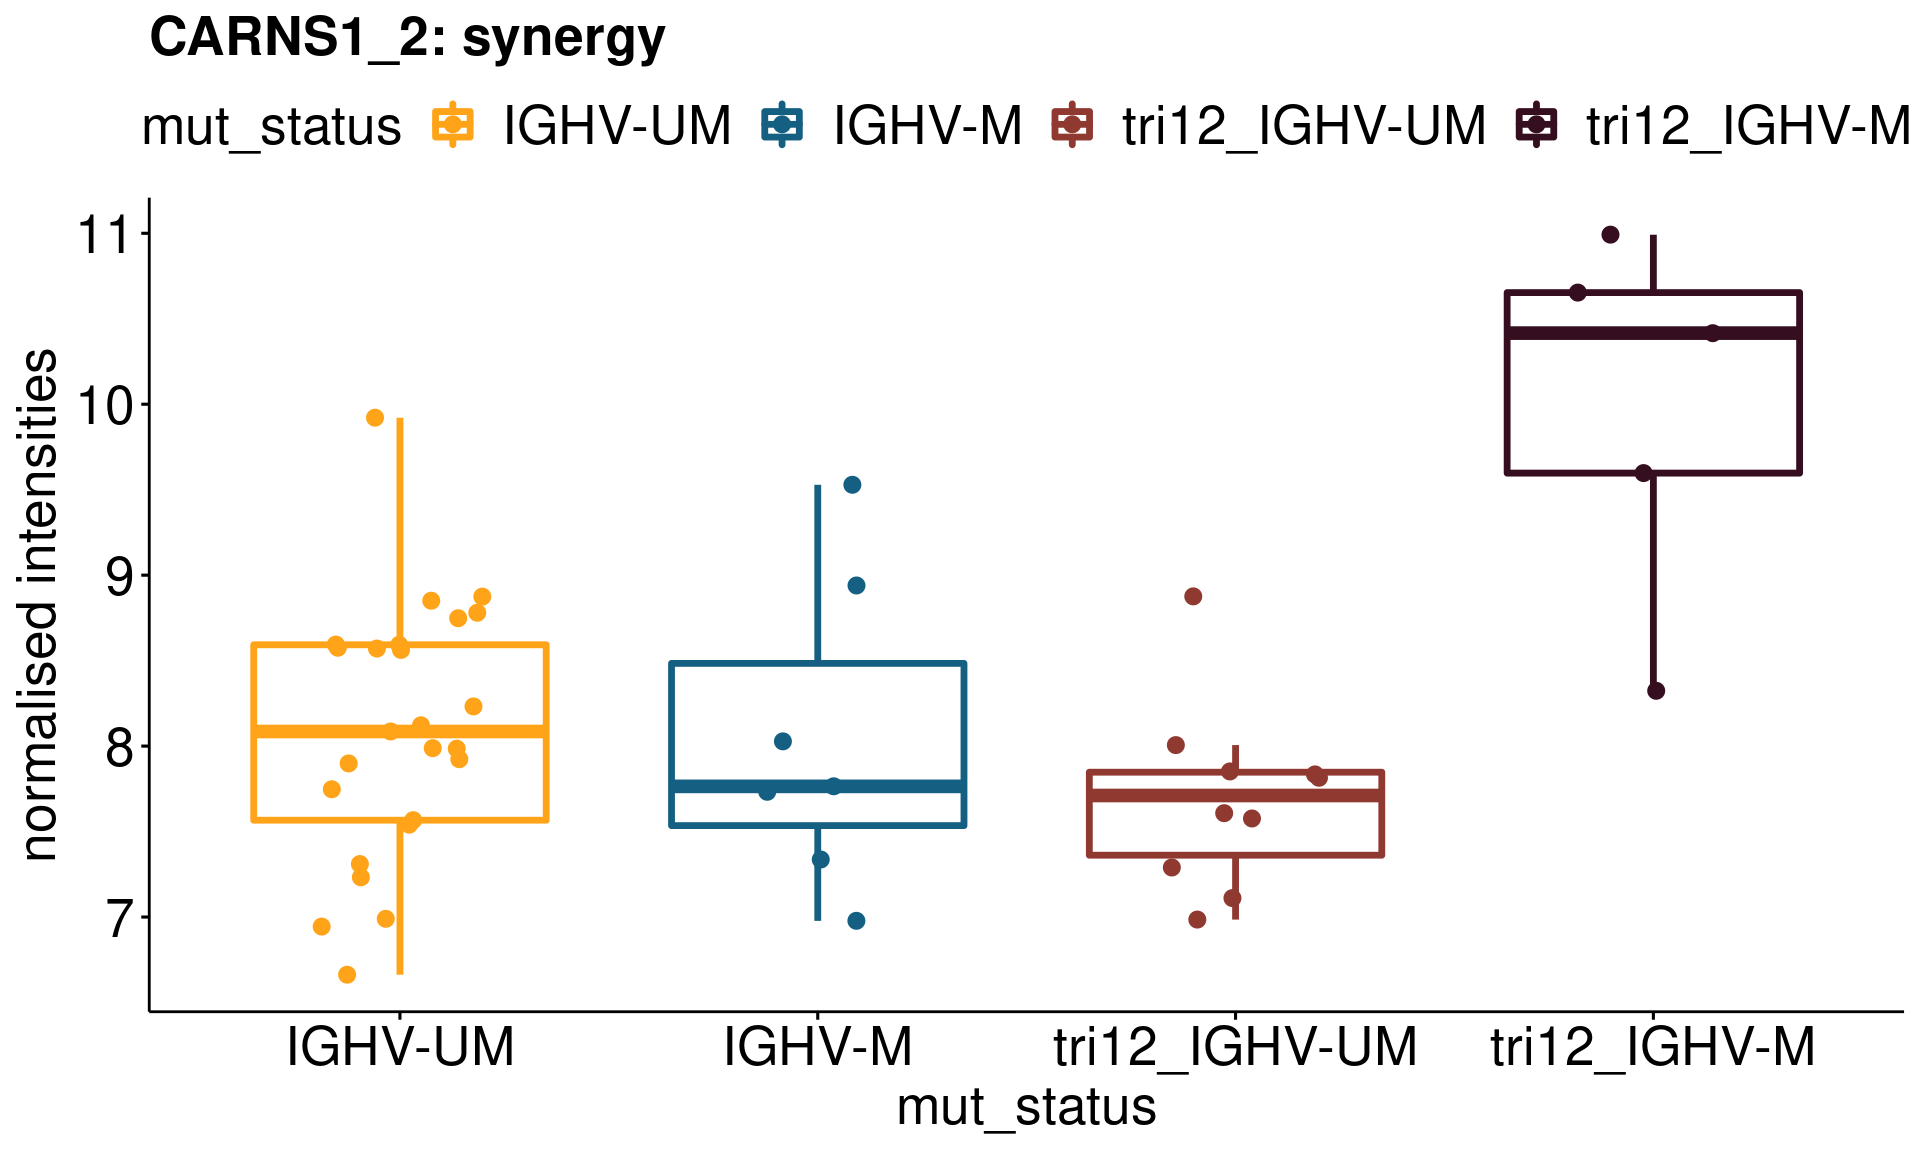 CARNS1_2: synergy
mut_status IGHV-UM IGHV-M tri12_IGHV-UM tri12_IGHV-M
normalised intensities
11
10
9
8
7
IGHV-UM IGHV-M tri12_IGHV-UM tri12_IGHV-M
mut_status